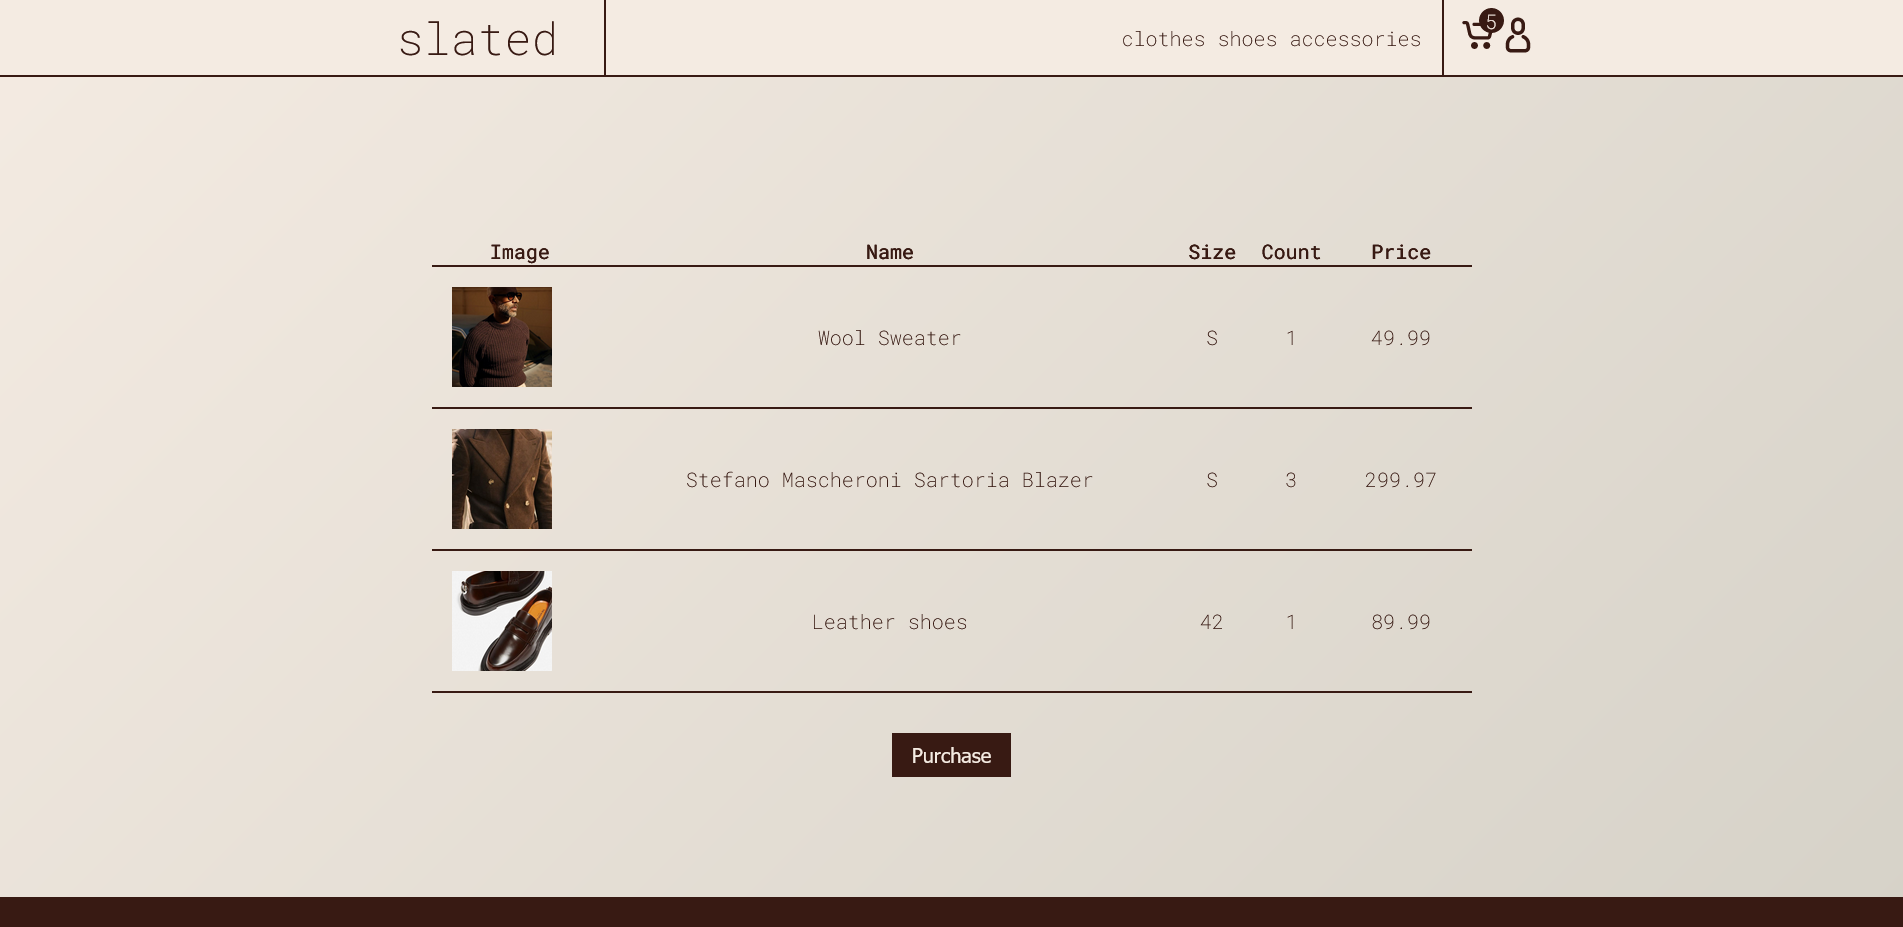 slated
clothes shoes accessories
5
Image Name Size Count Price
Wool Sweater S 1 49.99
Stefano Mascheroni Sartoria Blazer S 3 299.97
Leather shoes 42 1 89.99
Purchase